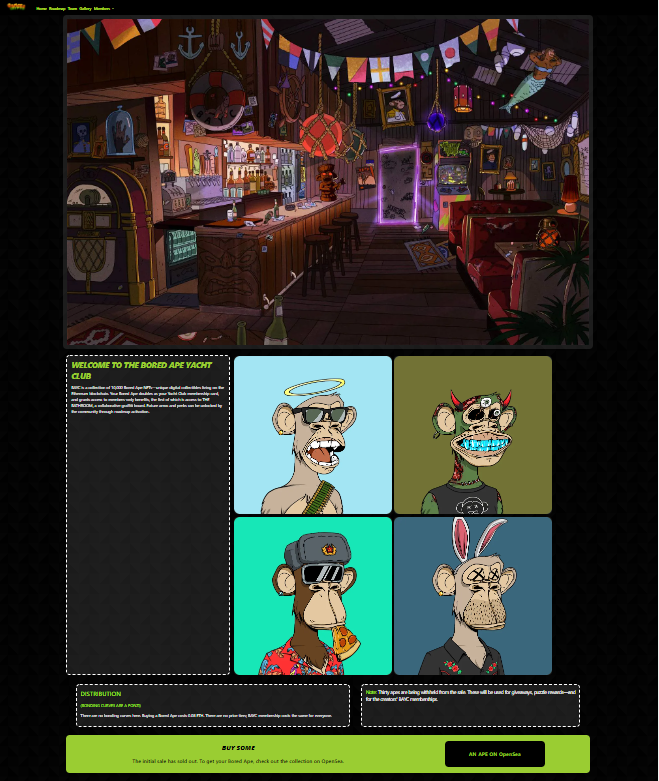 Home Roadmap Team Gallery Members
WELCOME TO THE BORED APE YACHT
CLUB
BAYC is a collection of 10,000 Bored Ape NFTs—unique digital collectibles living on the
Ethereum blockchain. Your Bored Ape doubles as your Yacht Club membership card,
and grants access to members-only benefits, the first of which is access to THE
BATHROOM, a collaborative graffiti board. Future areas and perks can be unlocked by
the community through roadmap activation.
DISTRIBUTION
(BONDING CURVES ARE A PONZI)
There are no bonding curves here. Buying a Bored Ape costs 0.08 ETH. There are no price tiers; BAYC membership costs the same for everyone.
Note: Thirty apes are being withheld from the sale. These will be used for giveaways, puzzle rewards—and
for the creators' BAYC memberships.
BUY SOME
The initial sale has sold out. To get your Bored Ape, check out the collection on OpenSea.
AN APE ON OpenSea